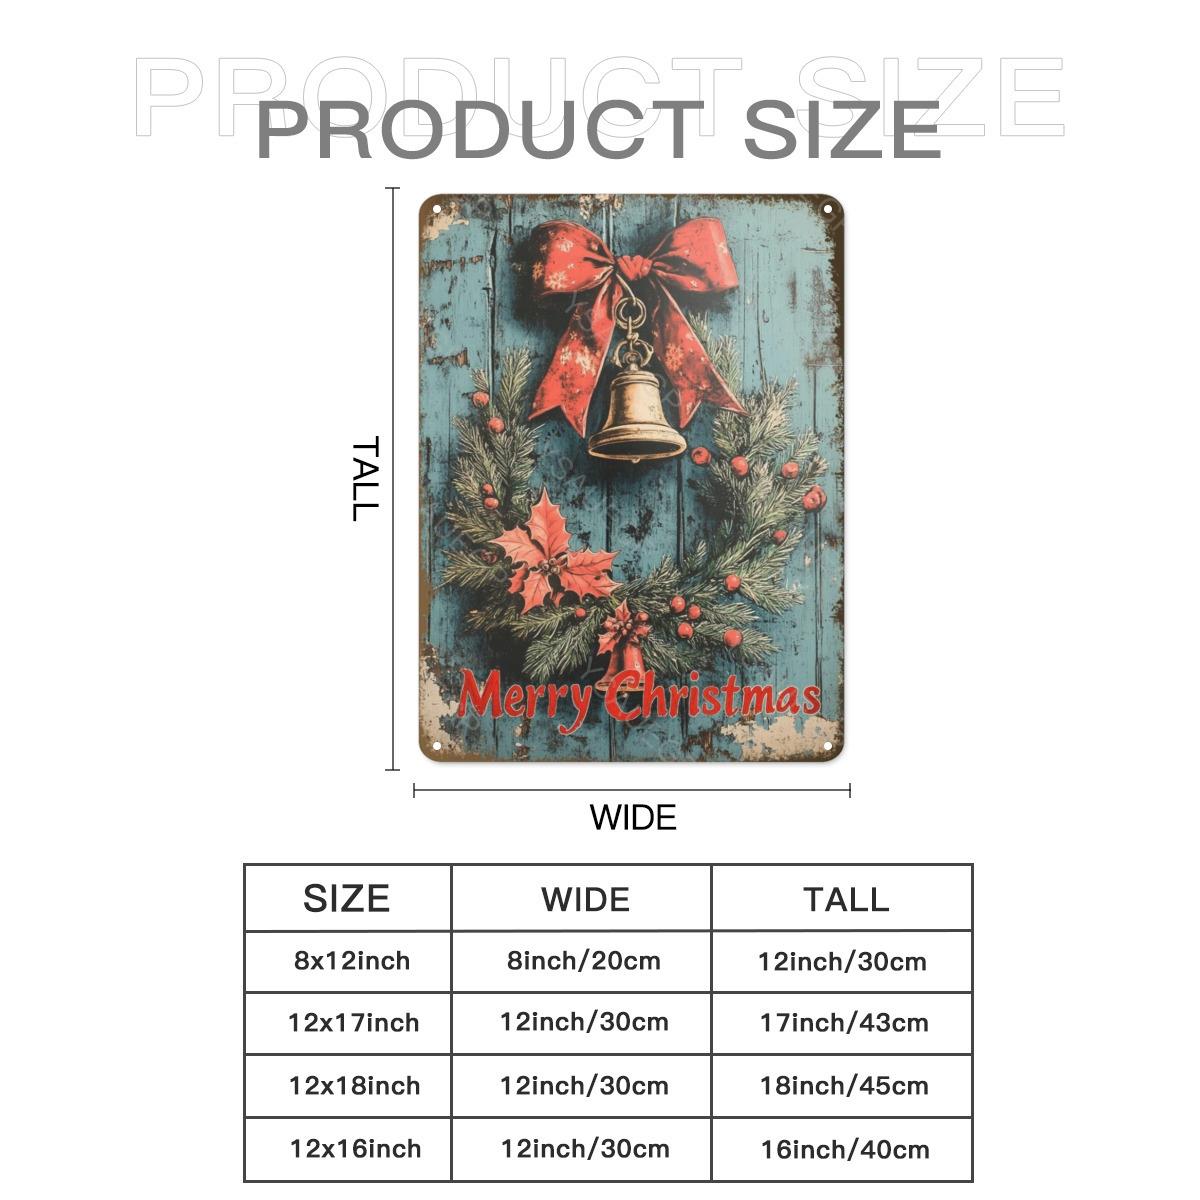 PRODUCT SIZE
PRODUCT SIZE
TALL
Merry Christmas
WIDE
SIZE WIDE TALL
8x12inch 8inch/20cm 12inch/30cm
12x17inch 12inch/30cm 17inch/43cm
12x18inch 12inch/30cm 18inch/45cm
12x16inch 12inch/30cm 16inch/40cm